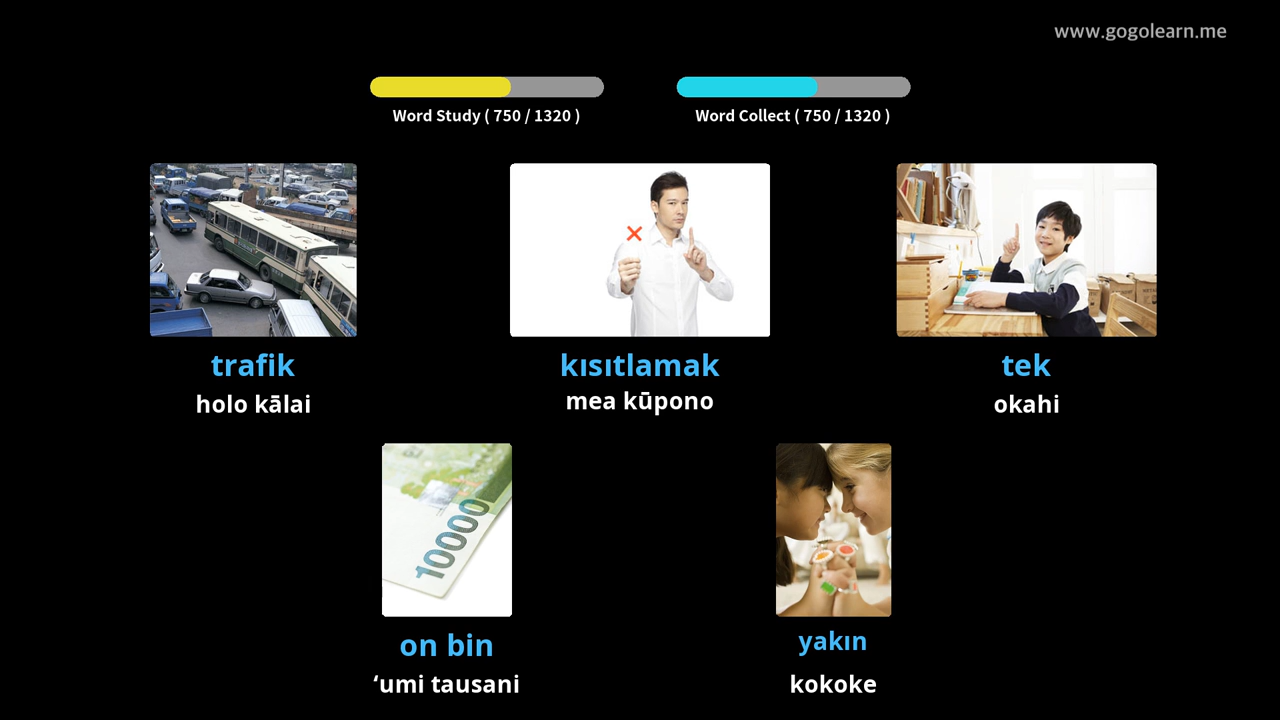 www.gogolearn.me
Word Study ( 750 / 1320 )
Word Collect ( 750 / 1320 )
trafik
holo kālai
kısıtlamak
mea kūpono
tek
okahi
10000
on bin
ʻumi tausani
yakın
kokoke